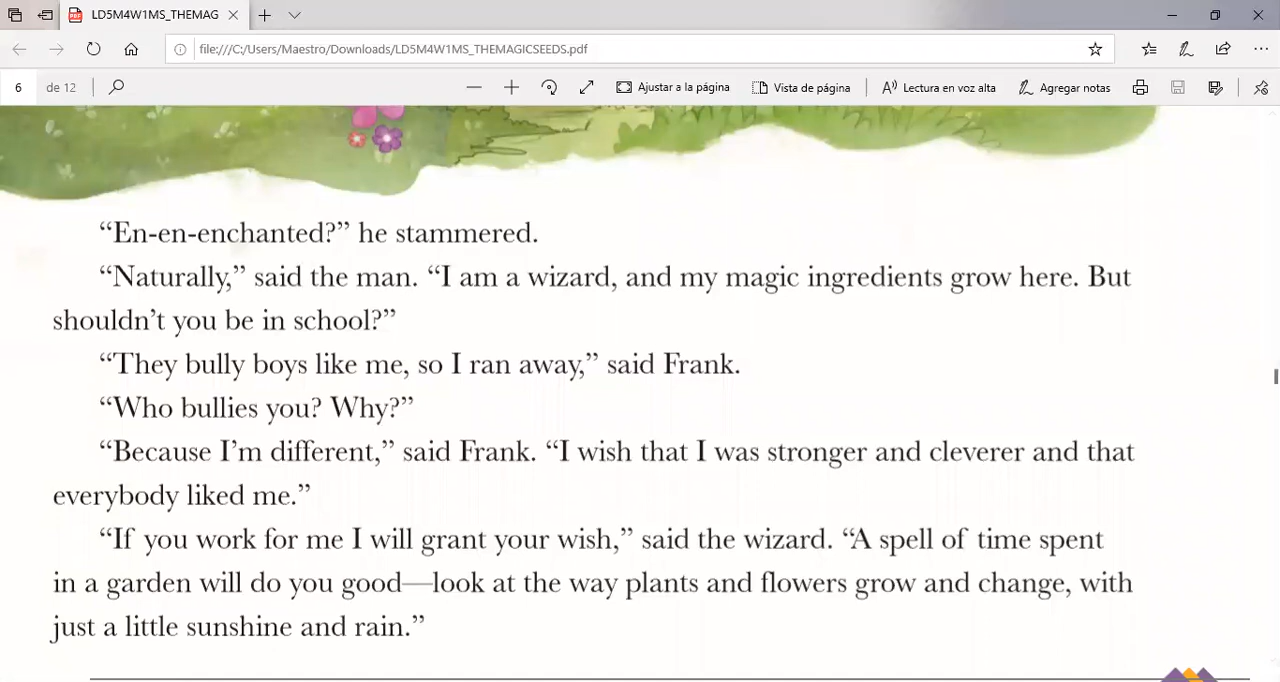 LD5M4W1MS_THEMAG
file:///C:/Users/Maestro/Downloads/LD5M4W1MS_THEMAGICSEEDS.pdf
6 de 12 Ajustar a la página Vista de página Lectura en voz alta Agregar notas
“En-en-enchanted?” he stammered.
“Naturally,” said the man. “I am a wizard, and my magic ingredients grow here. But
shouldn’t you be in school?”
“They bully boys like me, so I ran away,” said Frank.
“Who bullies you? Why?”
“Because I’m different,” said Frank. “I wish that I was stronger and cleverer and that
everybody liked me.”
“If you work for me I will grant your wish,” said the wizard. “A spell of time spent
in a garden will do you good—look at the way plants and flowers grow and change, with
just a little sunshine and rain.”